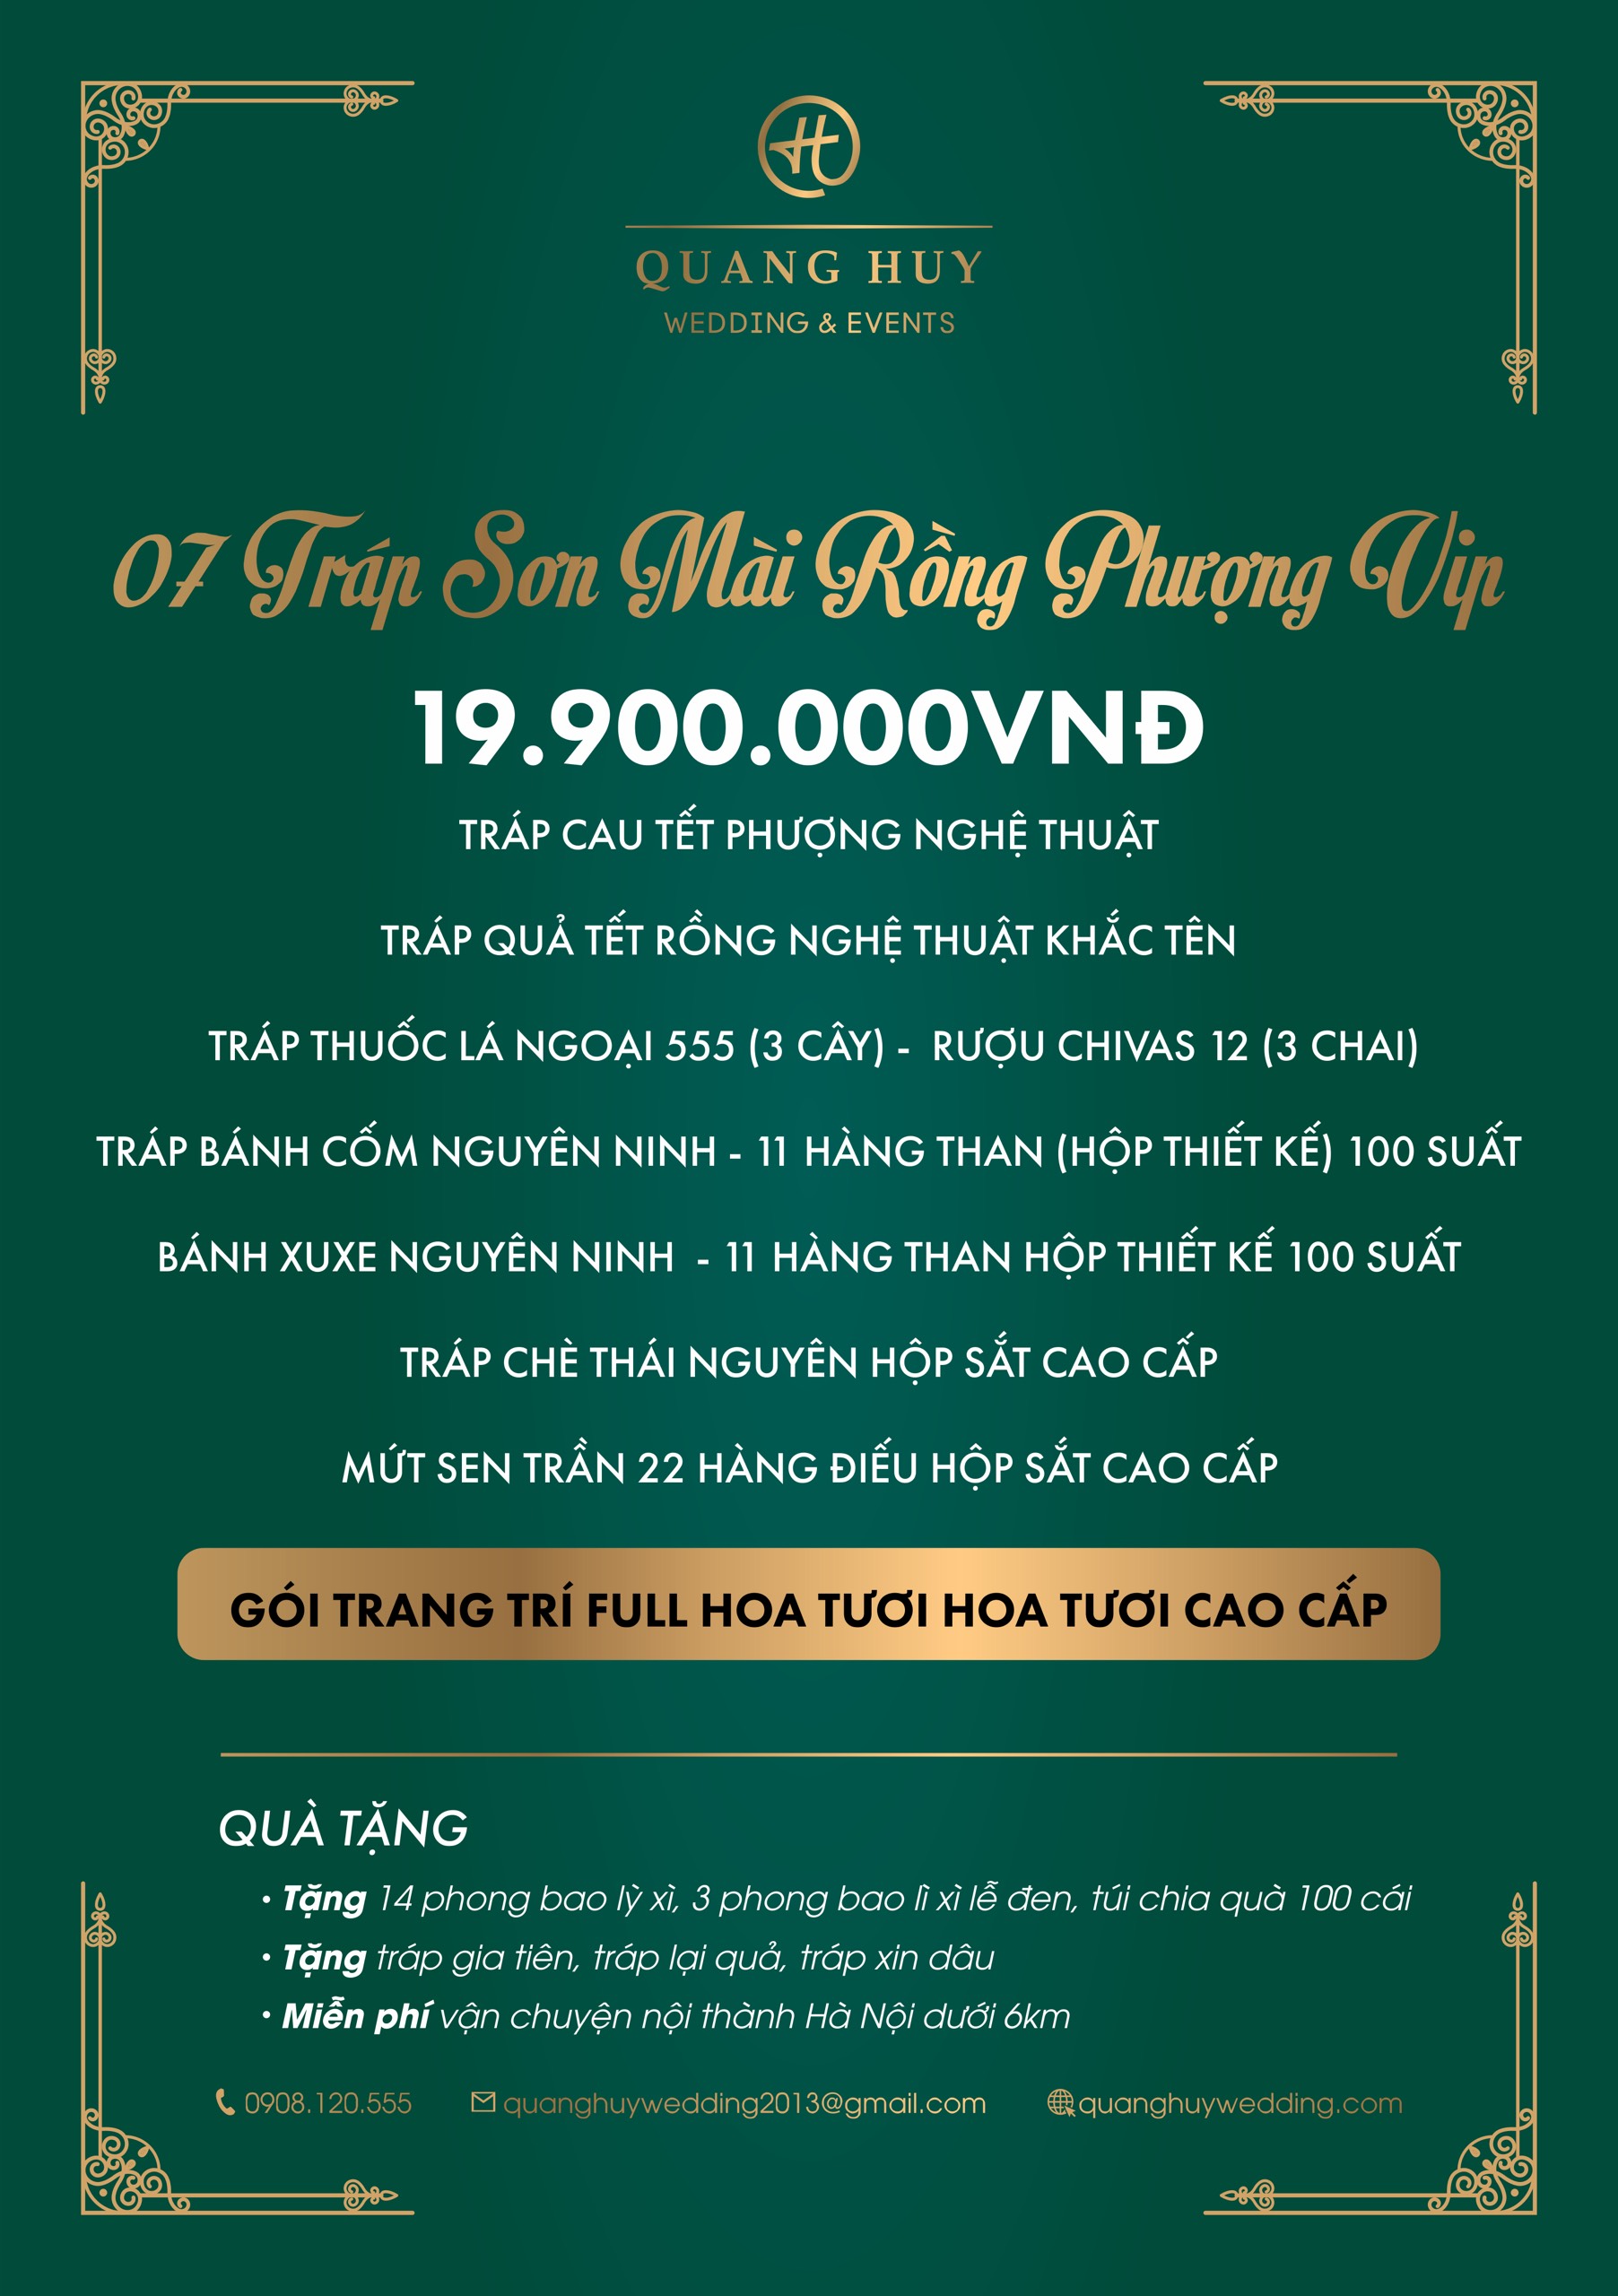 QUANG HUY
WEDDING & EVENTS
07 Tráp Sơn Mài Rồng Phượng Vip
19.900.000VNĐ
TRÁP CAU TẾT PHƯỢNG NGHỆ THUẬT
TRÁP QUẢ TẾT RỒNG NGHỆ THUẬT KHẮC TÊN
TRÁP THUỐC LÁ NGOẠI 555 (3 CÂY) - RƯỢU CHIVAS 12 (3 CHAI)
TRÁP BÁNH CỐM NGUYÊN NINH - 11 HÀNG THAN (HỘP THIẾT KẾ) 100 SUẤT
BÁNH XUXE NGUYÊN NINH - 11 HÀNG THAN HỘP THIẾT KẾ 100 SUẤT
TRÁP CHÈ THÁI NGUYÊN HỘP SẮT CAO CẤP
MỨT SEN TRẦN 22 HÀNG ĐIẾU HỘP SẮT CAO CẤP
GÓI TRANG TRÍ FULL HOA TƯƠI HOA TƯƠI CAO CẤP
QUÀ TẶNG
• Tặng 14 phong bao lỳ xì, 3 phong bao lì xì lễ đen, túi chia quà 100 cái
• Tặng tráp gia tiên, tráp lại quả, tráp xin dâu
• Miễn phí vận chuyện nội thành Hà Nội dưới 6km
0908.120.555 quanghuywedding2013@gmail.com quanghuywedding.com